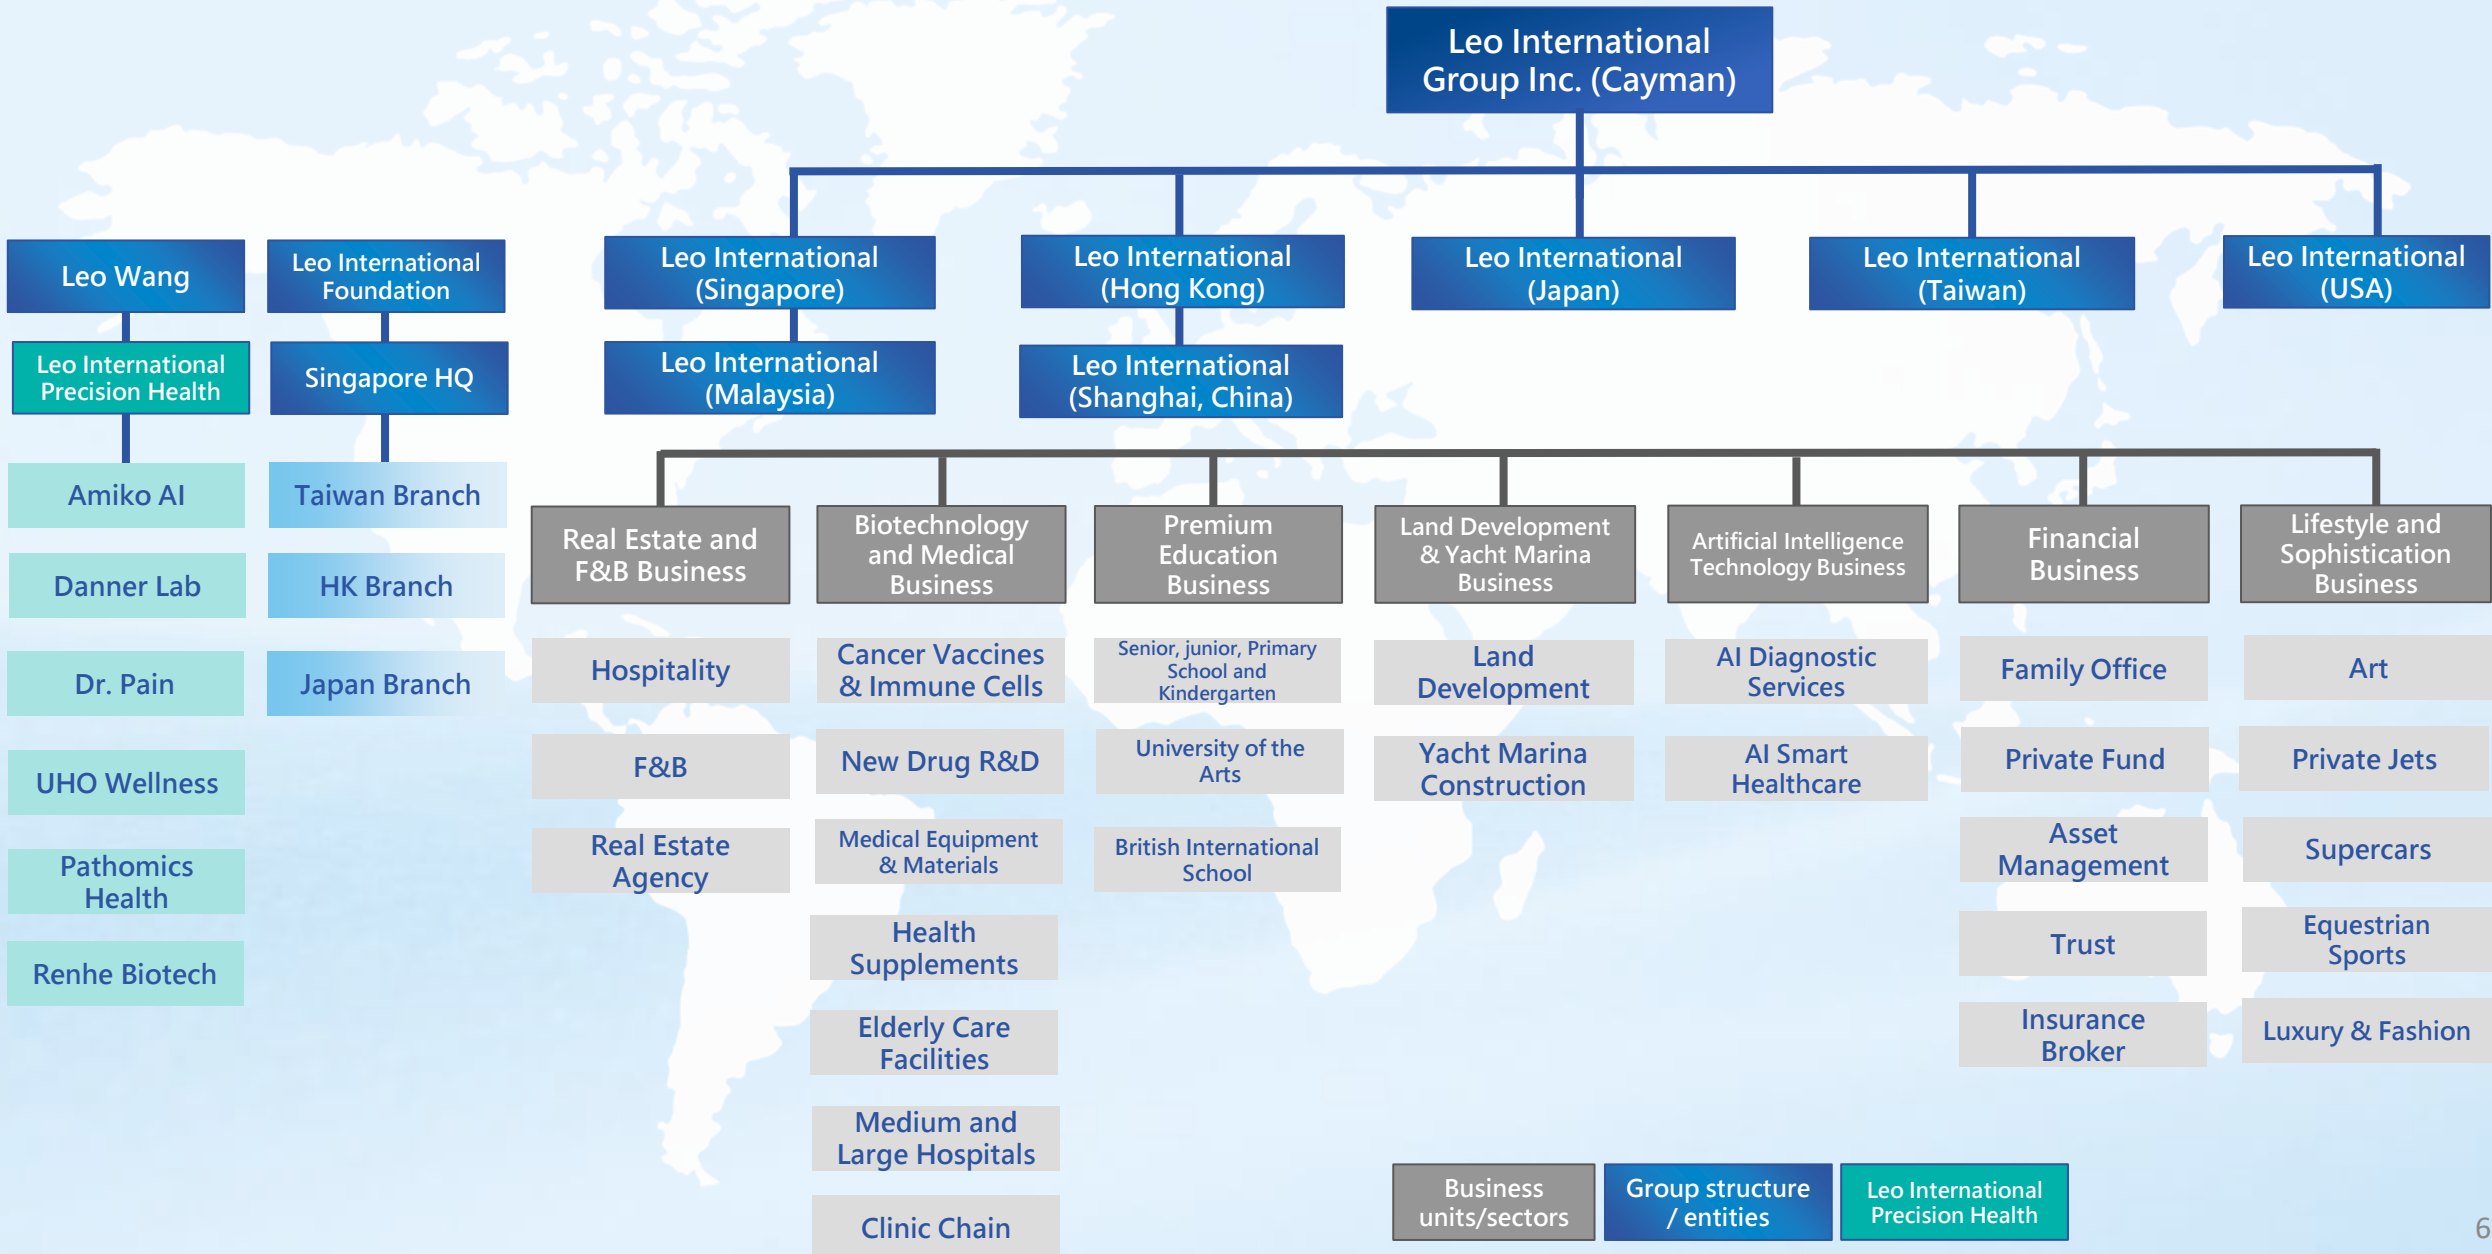 Leo International
Group Inc. (Cayman)
Leo Wang
Leo International
Foundation
Leo International
(Singapore)
Leo International
(Hong Kong)
Leo International
(Japan)
Leo International
(Taiwan)
Leo International
(USA)
Leo International
Precision Health
Singapore HQ
Leo International
(Malaysia)
Leo International
(Shanghai, China)
Amiko AI
Danner Lab
Dr. Pain
UHO Wellness
Pathomics
Health
Renhe Biotech
Taiwan Branch
HK Branch
Japan Branch
Real Estate and
F&B Business
Hospitality
F&B
Real Estate
Agency
Biotechnology
and Medical
Business
Cancer Vaccines
& Immune Cells
New Drug R&D
Medical Equipment
& Materials
Health
Supplements
Elderly Care
Facilities
Medium and
Large Hospitals
Clinic Chain
Premium
Education
Business
Senior, junior, Primary
School and
Kindergarten
University of the
Arts
British International
School
Land Development
& Yacht Marina
Business
Land
Development
Yacht Marina
Construction
Artificial Intelligence
Technology Business
AI Diagnostic
Services
AI Smart
Healthcare
Financial
Business
Family Office
Private Fund
Asset
Management
Trust
Insurance
Broker
Lifestyle and
Sophistication
Business
Art
Private Jets
Supercars
Equestrian
Sports
Luxury & Fashion
Business
units/sectors
Group structure
/ entities
Leo International
Precision Health
6